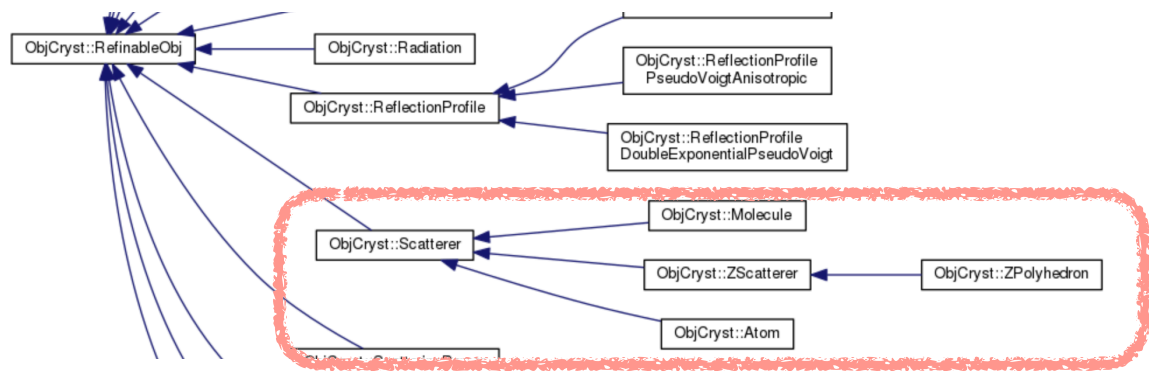 ObjCryst::RefinableObj
ObjCryst::Radiation
ObjCryst::ReflectionProfile
PseudoVoigtAnisotropic
ObjCryst::ReflectionProfile
ObjCryst::ReflectionProfile
DoubleExponentialPseudoVoigt
ObjCryst::Molecule
ObjCryst::Scatterer
ObjCryst::ZScatterer
ObjCryst::ZPolyhedron
ObjCryst::Atom